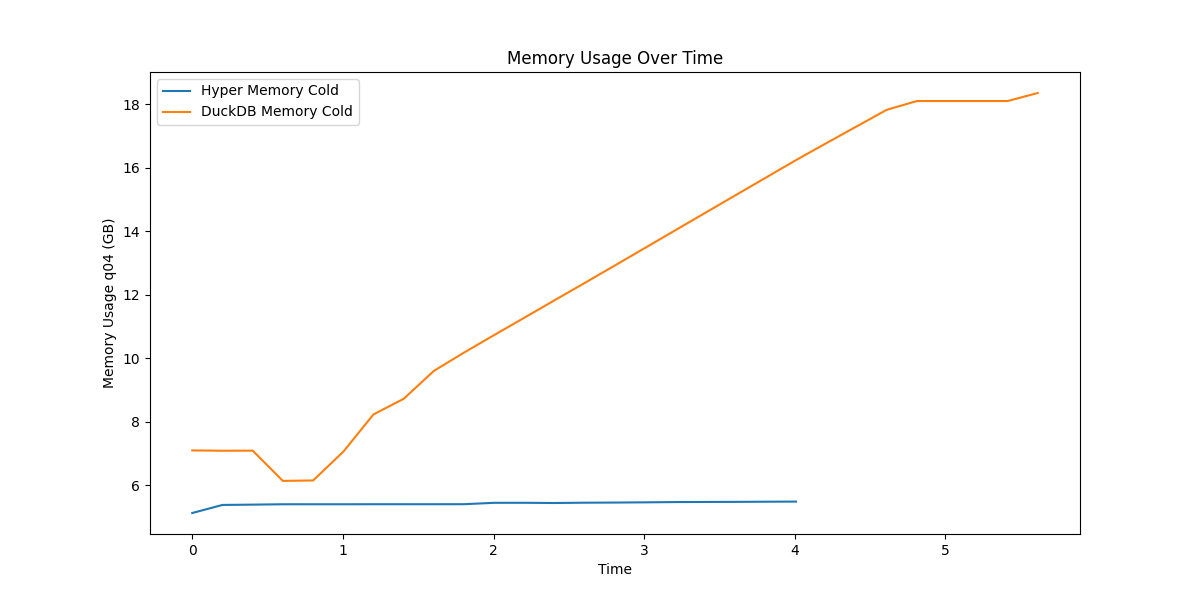 Memory Usage Over Time
Hyper Memory Cold
DuckDB Memory Cold
Memory Usage q04 (GB)
18
16
14
12
10
8
6
0 1 2 3 4 5
Time